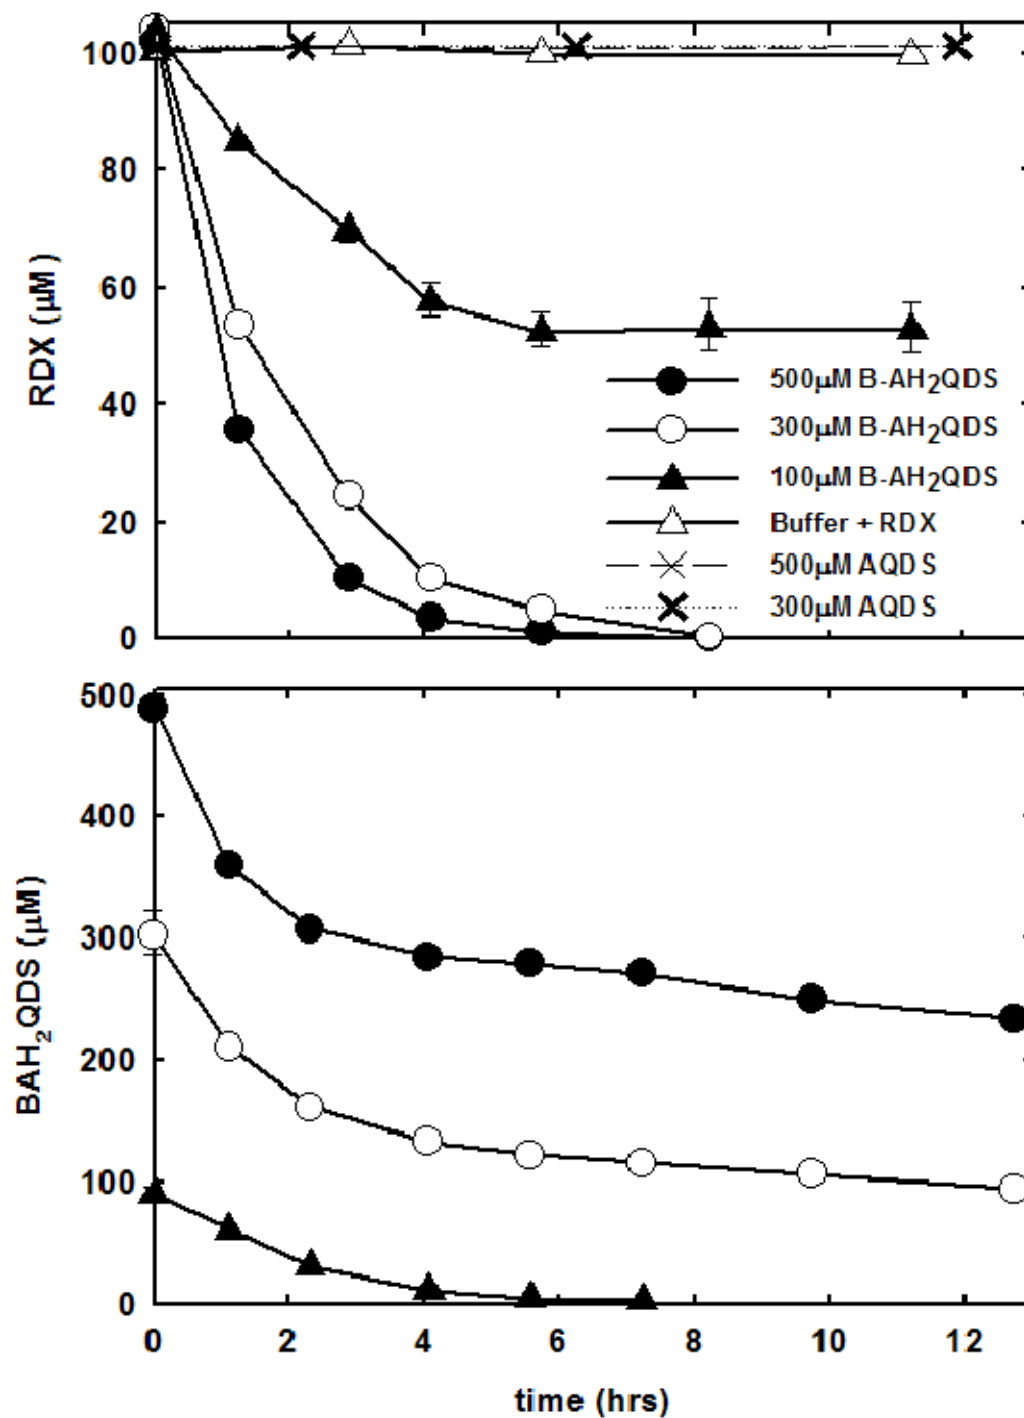 100
80
60
40
20
0
RDX (μM)
500μM B-AH2QDS
300μM B-AH2QDS
100μM B-AH2QDS
Buffer + RDX
500μM AQDS
300μM AQDS
500
400
300
200
100
0
BAH2QDS (μM)
0 2 4 6 8 10 12
time (hrs)